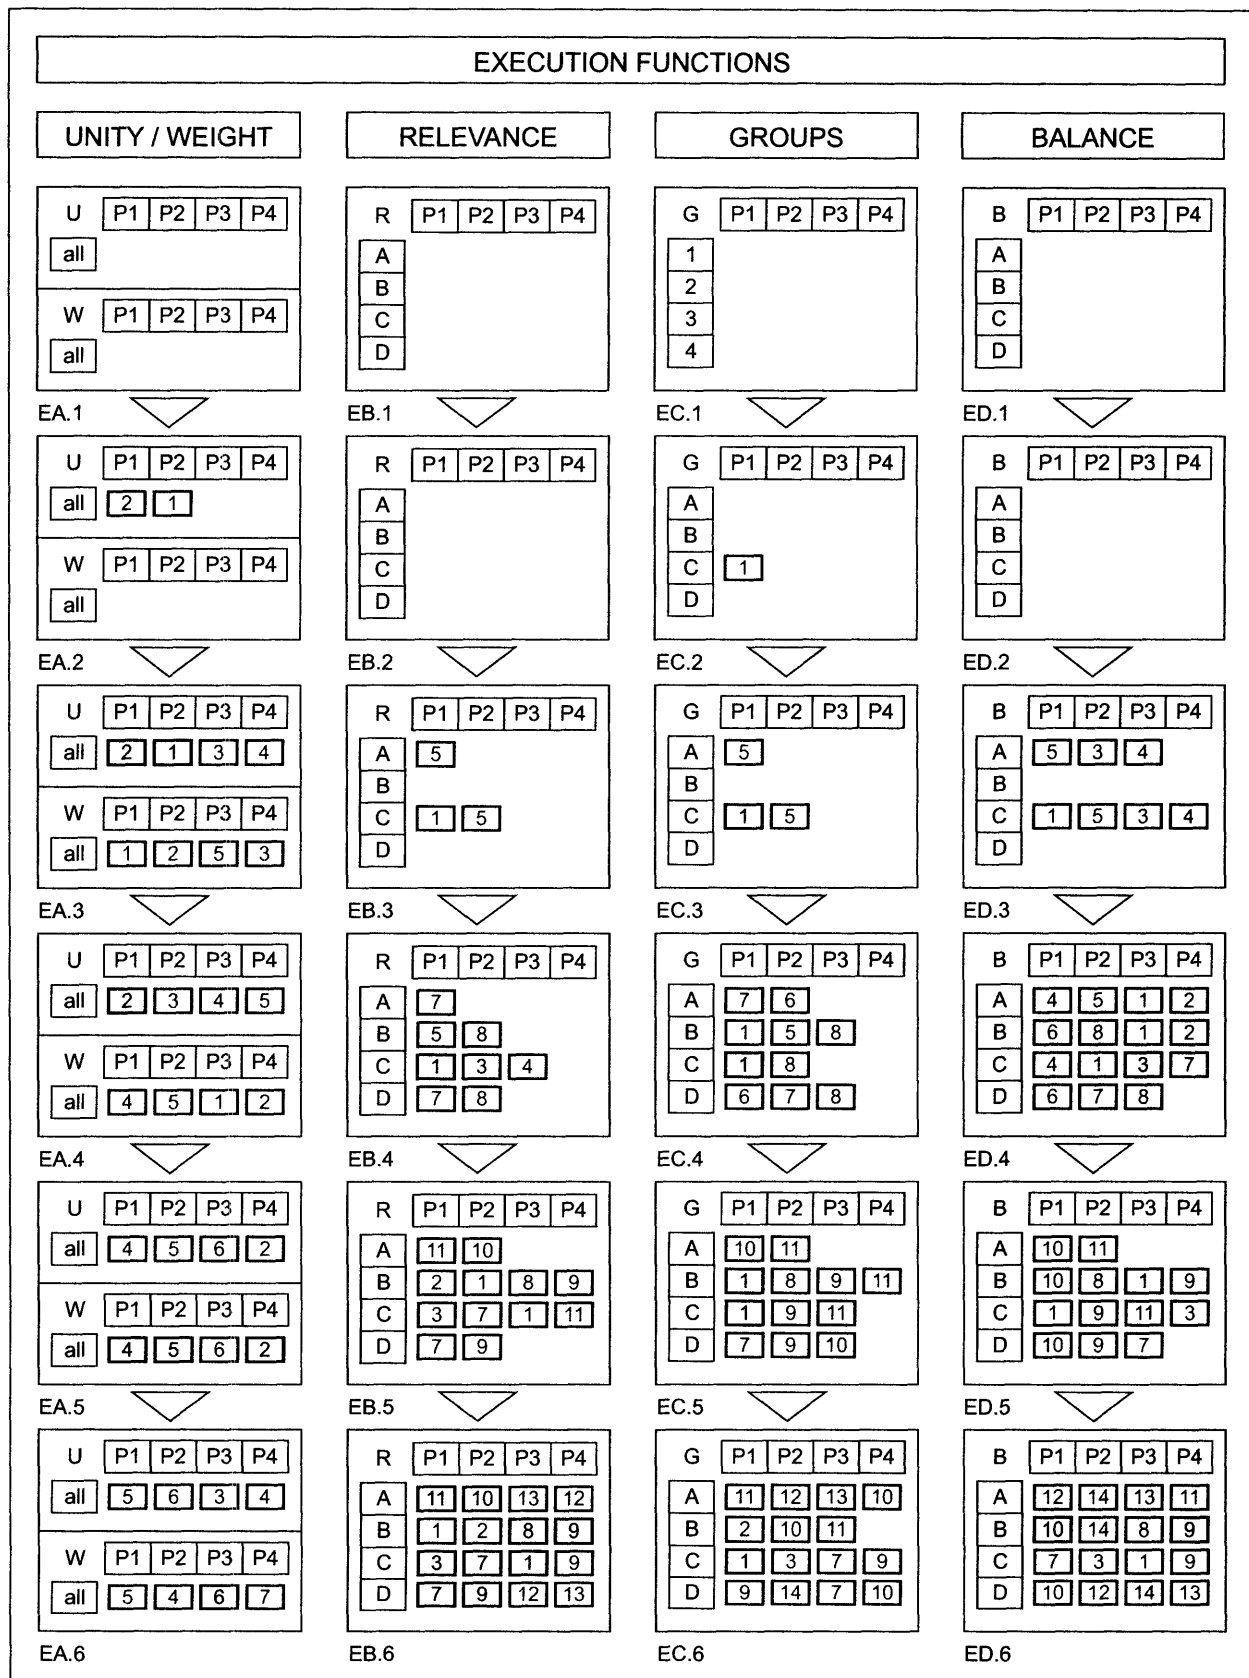 EXECUTION FUNCTIONS
UNITY / WEIGHT
RELEVANCE
GROUPS
BALANCE
U P1 P2 P3 P4
all
W P1 P2 P3 P4
all
EA.1
R P1 P2 P3 P4
A
B
C
D
EB.1
G P1 P2 P3 P4
1
2
3
4
EC.1
B P1 P2 P3 P4
A
B
C
D
ED.1
U P1 P2 P3 P4
all 2 1
W P1 P2 P3 P4
all
EA.2
R P1 P2 P3 P4
A
B
C
D
EB.2
G P1 P2 P3 P4
A
B
C 1
D
EC.2
B P1 P2 P3 P4
A
B
C
D
ED.2
U P1 P2 P3 P4
all 2 1 3 4
W P1 P2 P3 P4
all 1 2 5 3
EA.3
R P1 P2 P3 P4
A 5
B
C 1 5
D
EB.3
G P1 P2 P3 P4
A 5
B
C 1 5
D
EC.3
B P1 P2 P3 P4
A 5 3 4
B
C 1 5 3 4
D
ED.3
U P1 P2 P3 P4
all 2 3 4 5
W P1 P2 P3 P4
all 4 5 1 2
EA.4
R P1 P2 P3 P4
A 7
B 5 8
C 1 3 4
D 7 8
EB.4
G P1 P2 P3 P4
A 7 6
B 1 5 8
C 1 8
D 6 7 8
EC.4
B P1 P2 P3 P4
A 4 5 1 2
B 6 8 1 2
C 4 1 3 7
D 6 7 8
ED.4
U P1 P2 P3 P4
all 4 5 6 2
W P1 P2 P3 P4
all 4 5 6 2
EA.5
R P1 P2 P3 P4
A 11 10
B 2 1 8 9
C 3 7 1 11
D 7 9
EB.5
G P1 P2 P3 P4
A 10 11
B 1 8 9 11
C 1 9 11
D 7 9 10
EC.5
B P1 P2 P3 P4
A 10 11
B 10 8 1 9
C 1 9 11 3
D 10 9 7
ED.5
U P1 P2 P3 P4
all 5 6 3 4
W P1 P2 P3 P4
all 5 4 6 7
EA.6
R P1 P2 P3 P4
A 11 10 13 12
B 1 2 8 9
C 3 7 1 9
D 7 9 12 13
EB.6
G P1 P2 P3 P4
A 11 12 13 10
B 2 10 11
C 1 3 7 9
D 9 14 7 10
EC.6
B P1 P2 P3 P4
A 12 14 13 11
B 10 14 8 9
C 7 3 1 9
D 10 12 14 13
ED.6